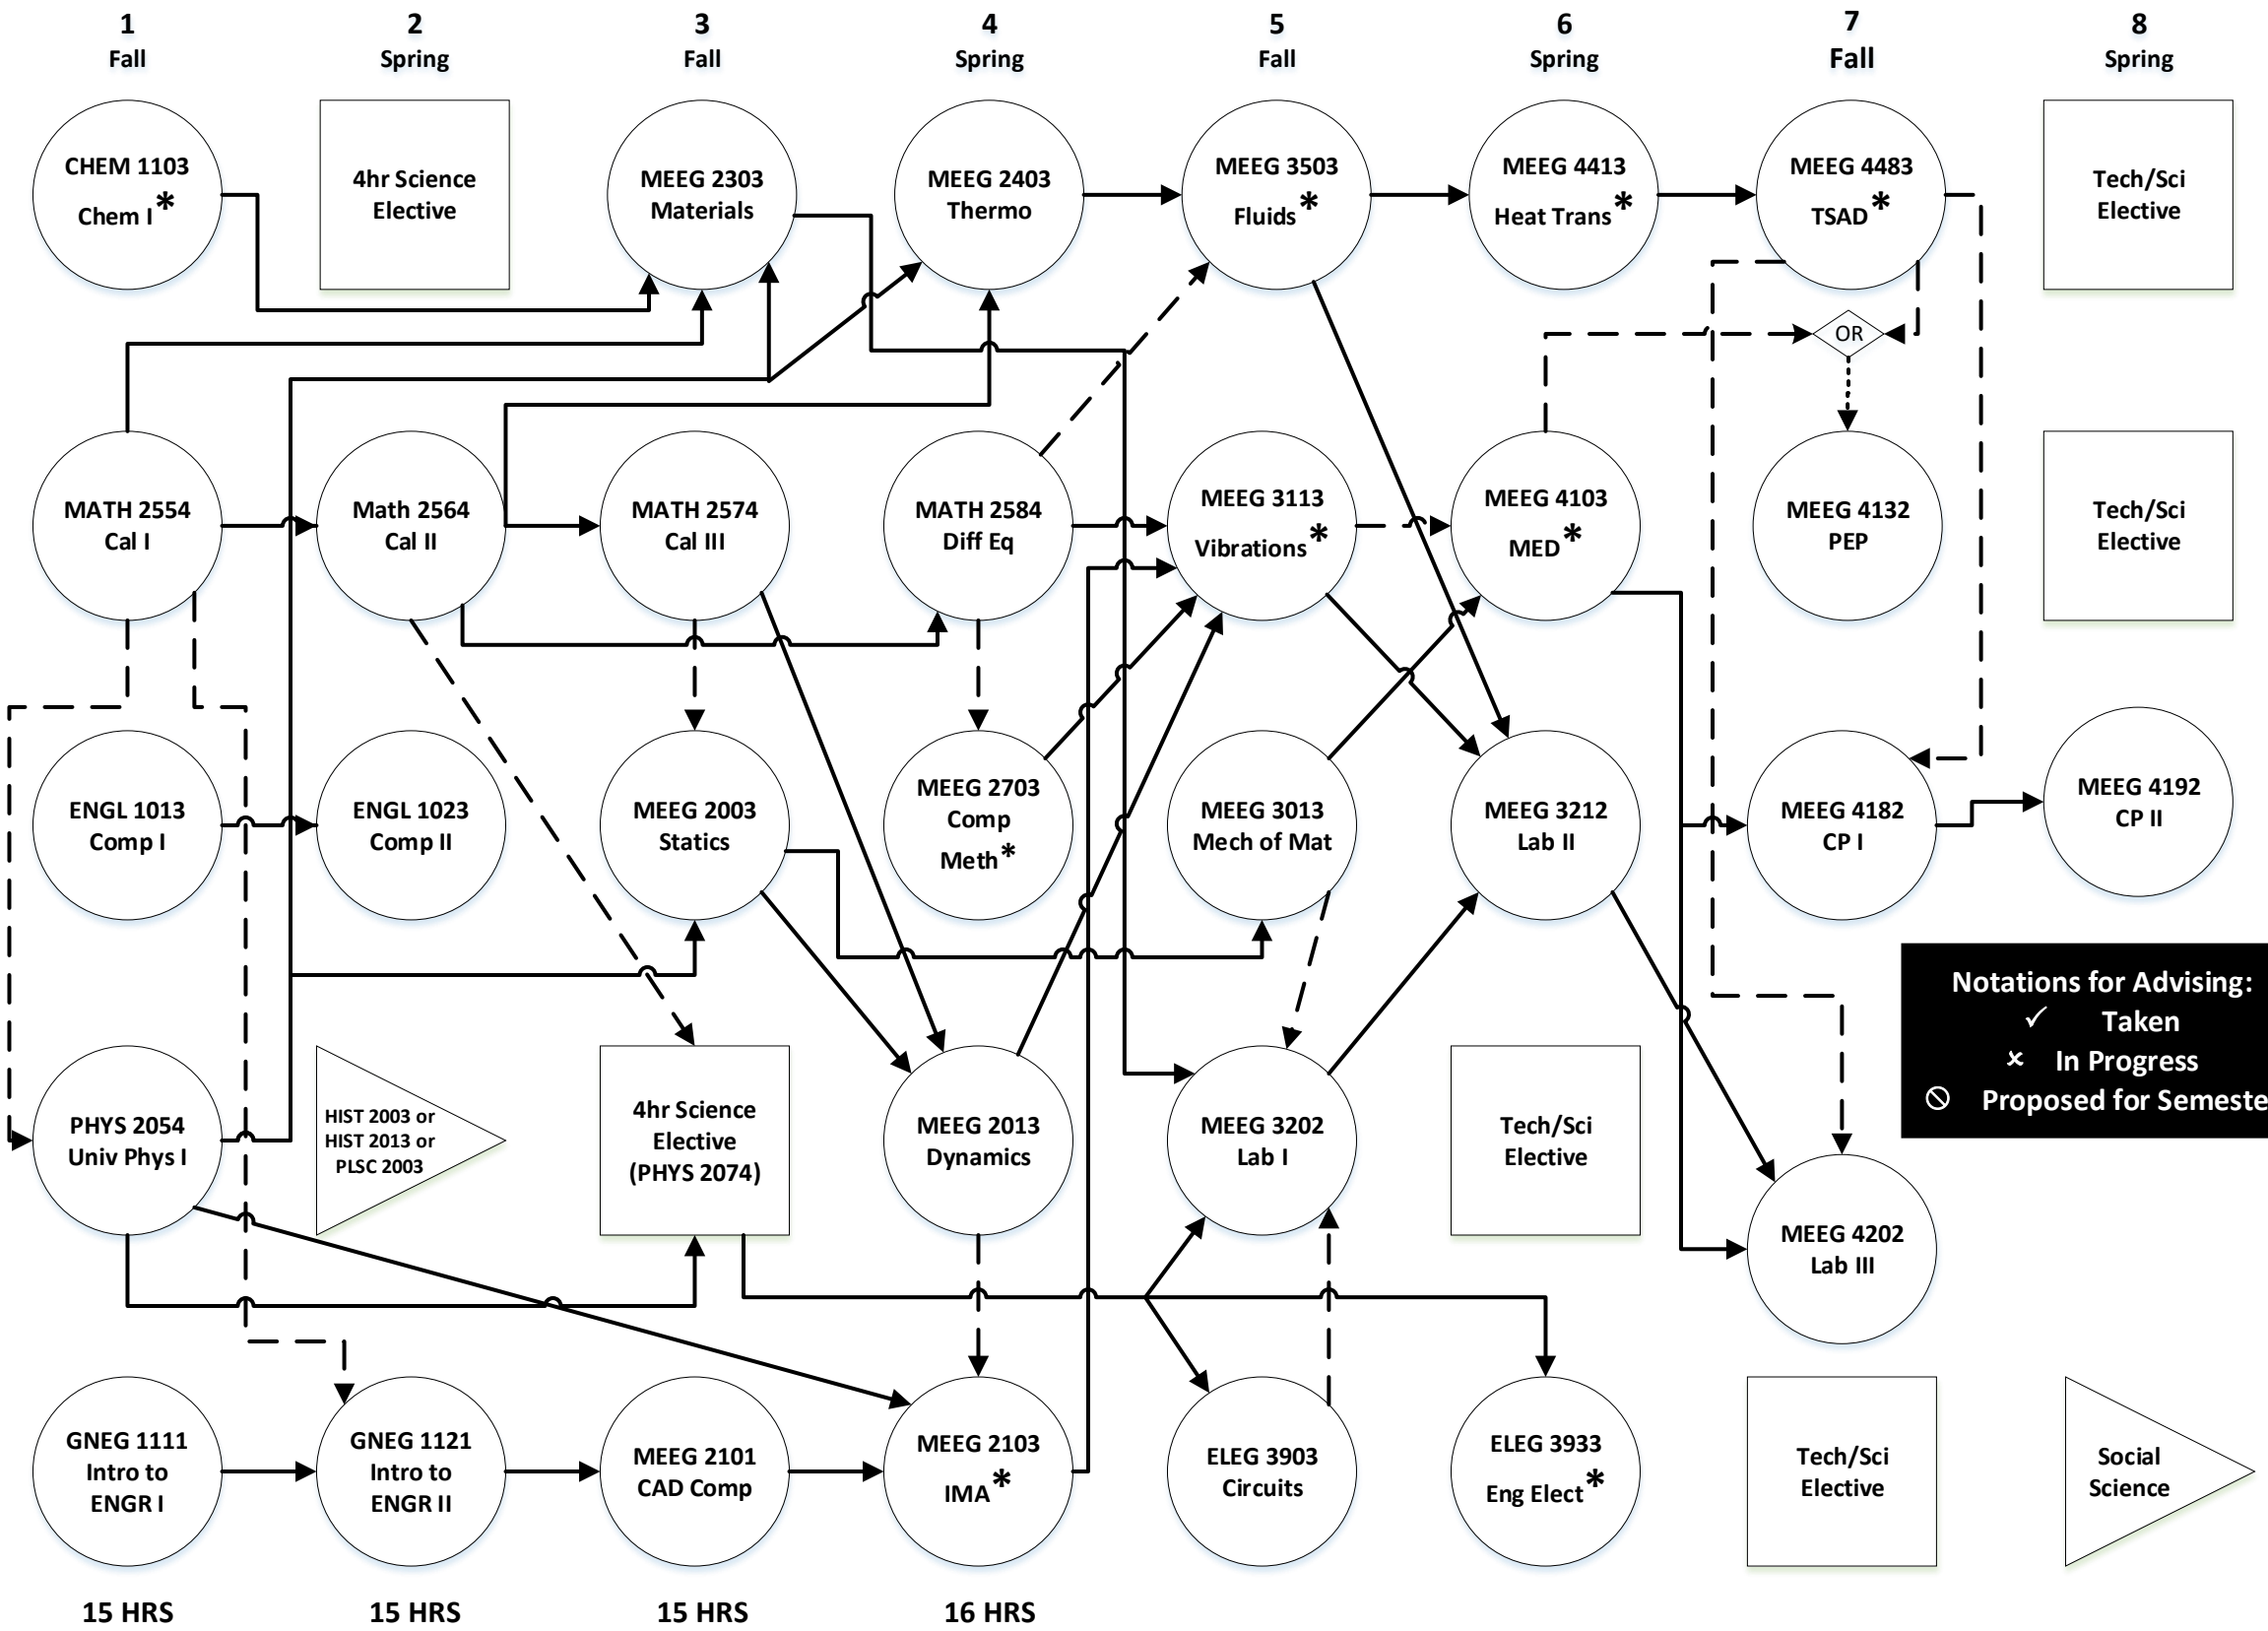 1
Fall
2
Spring
3
Fall
4
Spring
5
Fall
6
Spring
7
Fall
8
Spring
CHEM 1103
Chem I*
4hr Science
Elective
MEEG 2303
Materials
MEEG 2403
Thermo
MEEG 3503
Fluids*
MEEG 4413
Heat Trans*
MEEG 4483
TSAD*
Tech/Sci
Elective
OR
MATH 2554
Cal I
Math 2564
Cal II
MATH 2574
Cal III
MATH 2584
Diff Eq
MEEG 3113
Vibrations*
MEEG 4103
MED*
MEEG 4132
PEP
Tech/Sci
Elective
ENGL 1013
Comp I
ENGL 1023
Comp II
MEEG 2003
Statics
MEEG 2703
Comp
Meth*
MEEG 3013
Mech of Mat
MEEG 3212
Lab II
MEEG 4182
CP I
MEEG 4192
CP II
Notations for Advising:
✓ Taken
× In Progress
⦸ Proposed for Semeste
PHYS 2054
Univ Phys I
HIST 2003 or
HIST 2013 or
PLSC 2003
4hr Science
Elective
(PHYS 2074)
MEEG 2013
Dynamics
MEEG 3202
Lab I
Tech/Sci
Elective
MEEG 4202
Lab III
GNEG 1111
Intro to
ENGR I
GNEG 1121
Intro to
ENGR II
MEEG 2101
CAD Comp
MEEG 2103
IMA*
ELEG 3903
Circuits
ELEG 3933
Eng Elect*
Tech/Sci
Elective
Social
Science
15 HRS
15 HRS
15 HRS
16 HRS